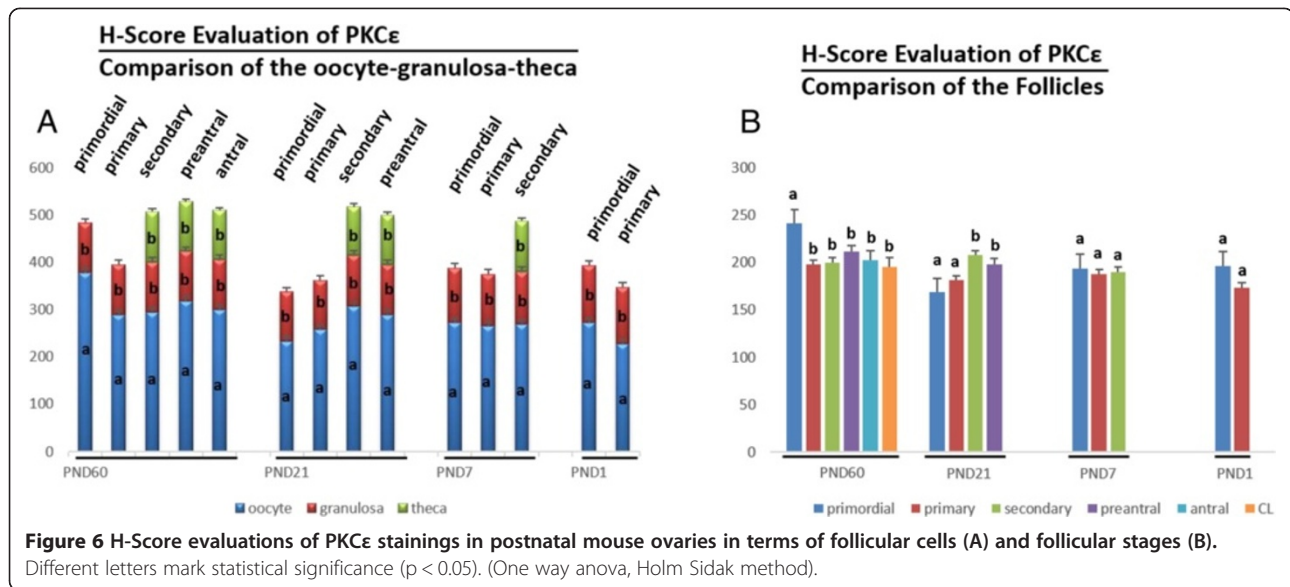 H-Score Evaluation of PKCε
Comparison of the oocyte-granulosa-theca
A
primordial
primary
secondary
preantral
antral
primordial
primary
secondary
preantral
primordial
primary
secondary
primordial
primary
600
500
400
300
200
100
0
b b b b b
b b b
a a a a a
b b
b b b b
a a a a
b
b b b
a a a
b b
a a
PND60 PND21 PND7 PND1
oocyte granulosa theca
H-Score Evaluation of PKCε
Comparison of the Follicles
B
300
250
200
150
100
50
0
a b b b b b
a a b b
a a a
a a
PND60 PND21 PND7 PND1
primordial primary secondary preantral antral CL
Figure 6 H-Score evaluations of PKCε stainings in postnatal mouse ovaries in terms of follicular cells (A) and follicular stages (B).
Different letters mark statistical significance (p < 0.05). (One way anova, Holm Sidak method).